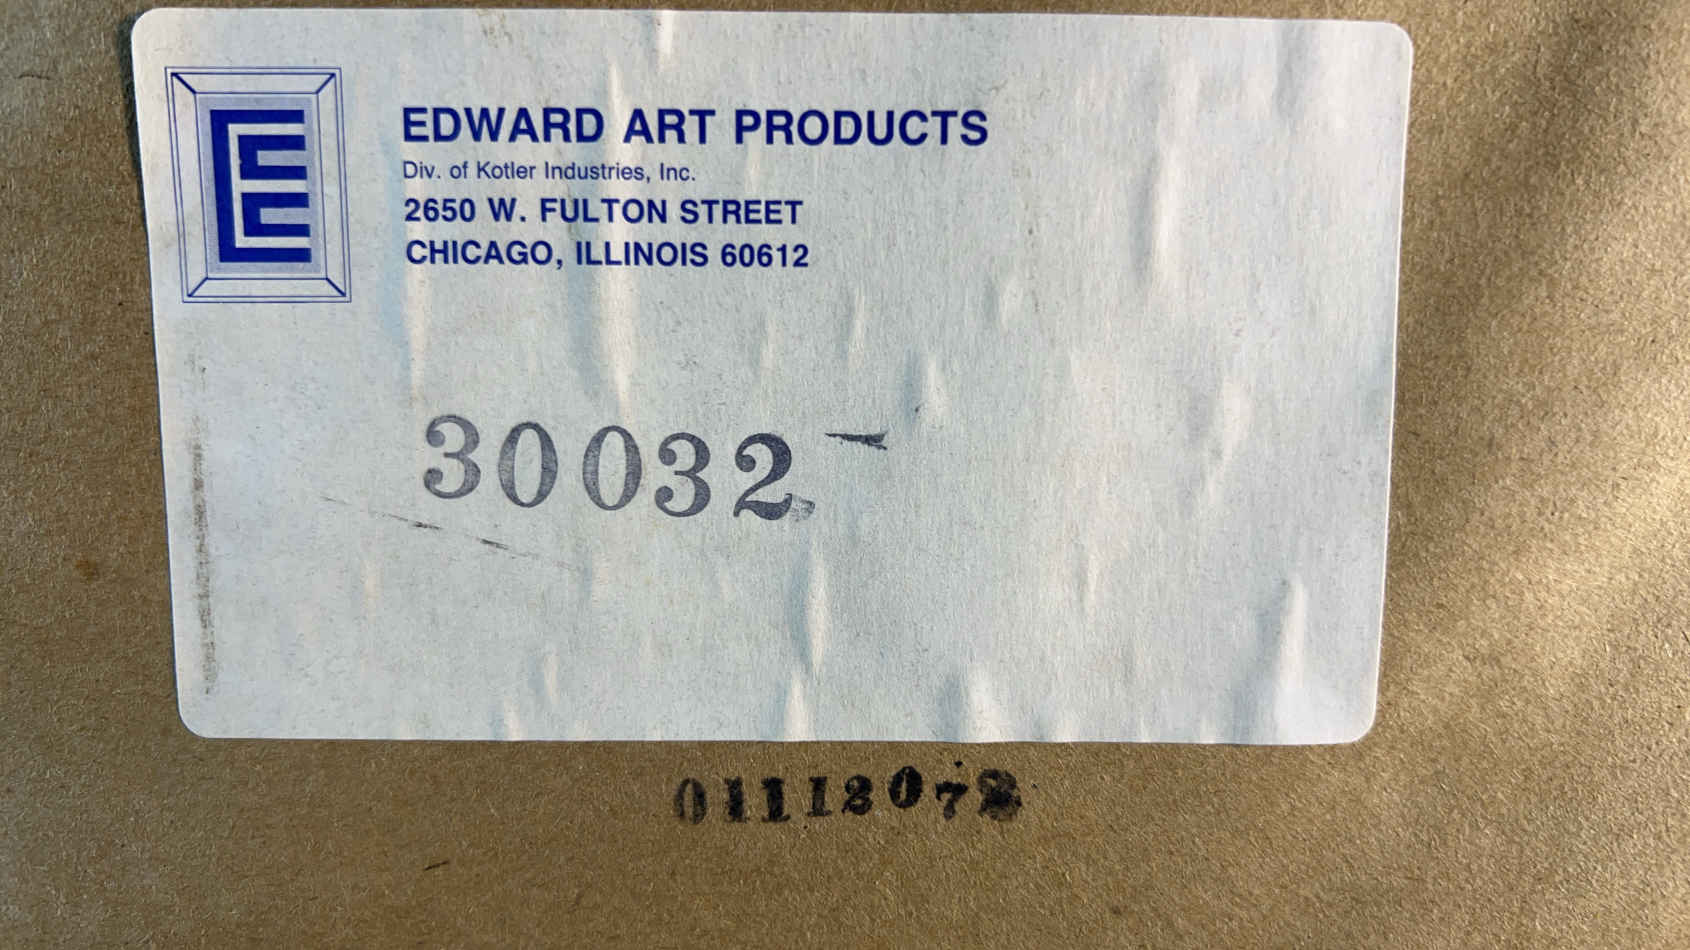 EDWARD ART PRODUCTS
Div. of Kotler Industries, Inc.
2650 W. FULTON STREET
CHICAGO, ILLINOIS 60612
30032